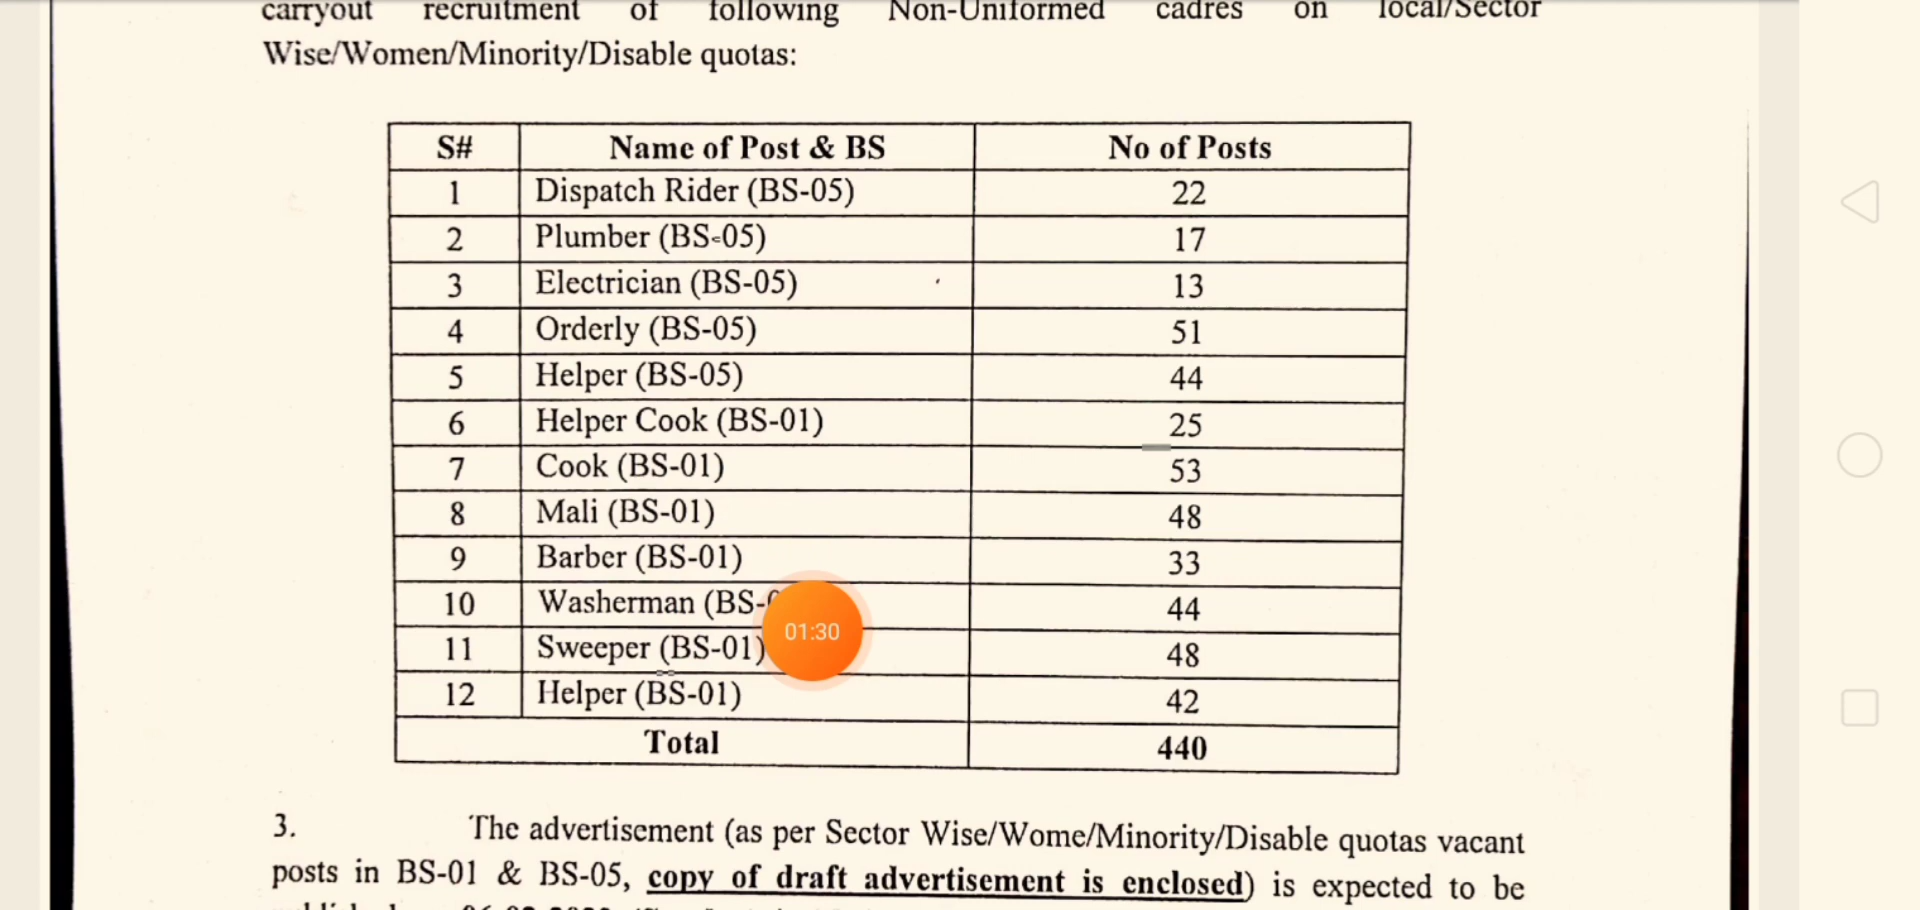 carryout recruitment of following Non-Uniformed cadres on local/Sector
Wise/Women/Minority/Disable quotas:
S# Name of Post & BS No of Posts
1 Dispatch Rider (BS-05) 22
2 Plumber (BS-05) 17
3 Electrician (BS-05) 13
4 Orderly (BS-05) 51
5 Helper (BS-05) 44
6 Helper Cook (BS-01) 25
7 Cook (BS-01) 53
8 Mali (BS-01) 48
9 Barber (BS-01) 33
10 Washerman (BS- 44
01:30
11 Sweeper (BS-01) 48
12 Helper (BS-01) 42
Total 440
3. The advertisement (as per Sector Wise/Wome/Minority/Disable quotas vacant
posts in BS-01 & BS-05, copy of draft advertisement is enclosed) is expected to be